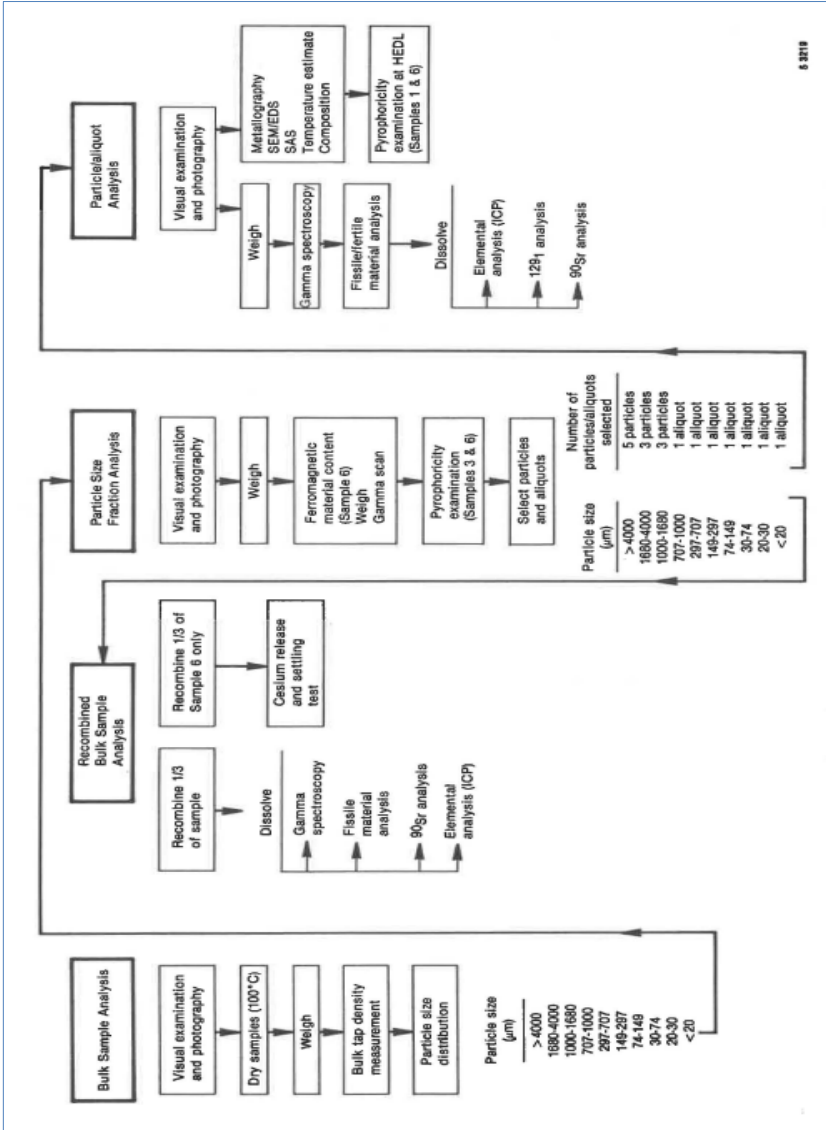 Bulk Sample Analysis
Visual examination
and photography
Dry samples (100°C)
Weigh
Bulk tap density
measurement
Particle size
distribution
Particle size
(μm)
>4000
1680-4000
1000-1680
707-1000
297-707
149-297
74-149
30-74
20-30
<20
Recombined
Bulk Sample
Analysis
Recombine 1/3
of sample
Dissolve
Gamma
spectroscopy
Fissile
material
analysis
90Sr analysis
Elemental
analysis (ICP)
Recombine 1/3 of
Sample 6 only
Cesium release
and settling
test
Particle Size
Fraction Analysis
Visual examination
and photography
Weigh
Ferromagnetic
material content
(Sample 6)
Weigh
Gamma scan
Pyrophoricity
examination
(Samples 3 & 6)
Select particles
and aliquots
Particle size
(μm)
Number of
particles/aliquots
selected
>4000 5 particles
1680-4000 3 particles
1000-1680 3 particles
707-1000 1 aliquot
297-707 1 aliquot
149-297 1 aliquot
74-149 1 aliquot
30-74 1 aliquot
20-30 1 aliquot
<20 1 aliquot
Particle/aliquot
Analysis
Visual examination
and photography
Weigh
Gamma spectroscopy
Fissile/fertile
material analysis
Dissolve
Elemental
analysis (ICP)
129I analysis
90Sr analysis
Metallography
SEM/EDS
SAS
Temperature estimate
Composition
Pyrophoricity
examination at HEDL
(Samples 1 & 6)
5 3219